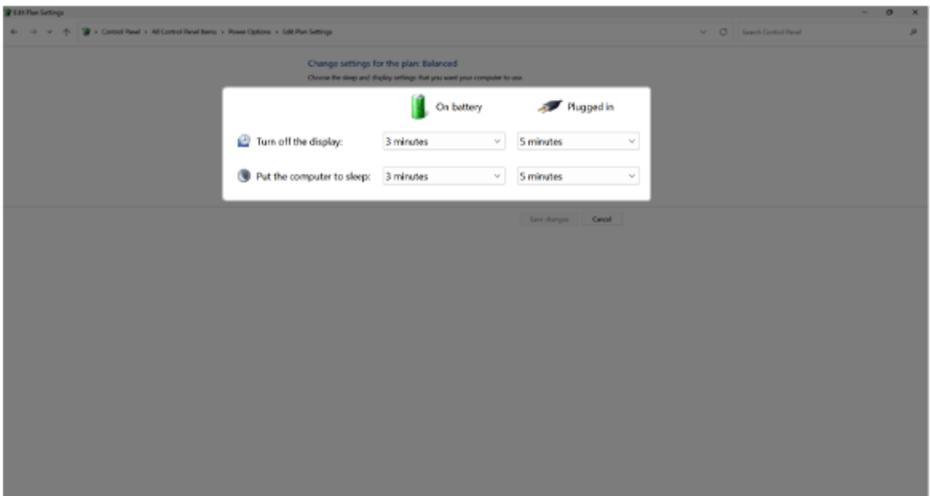 Edit Plan Settings
Control Panel > All Control Panel Items > Power Options > Edit Plan Settings
Search Control Panel
Change settings for the plan: Balanced
Choose the sleep and display settings that you want your computer to use.
On battery Plugged in
Turn off the display: 3 minutes 5 minutes
Put the computer to sleep: 3 minutes 5 minutes
Save changes Cancel